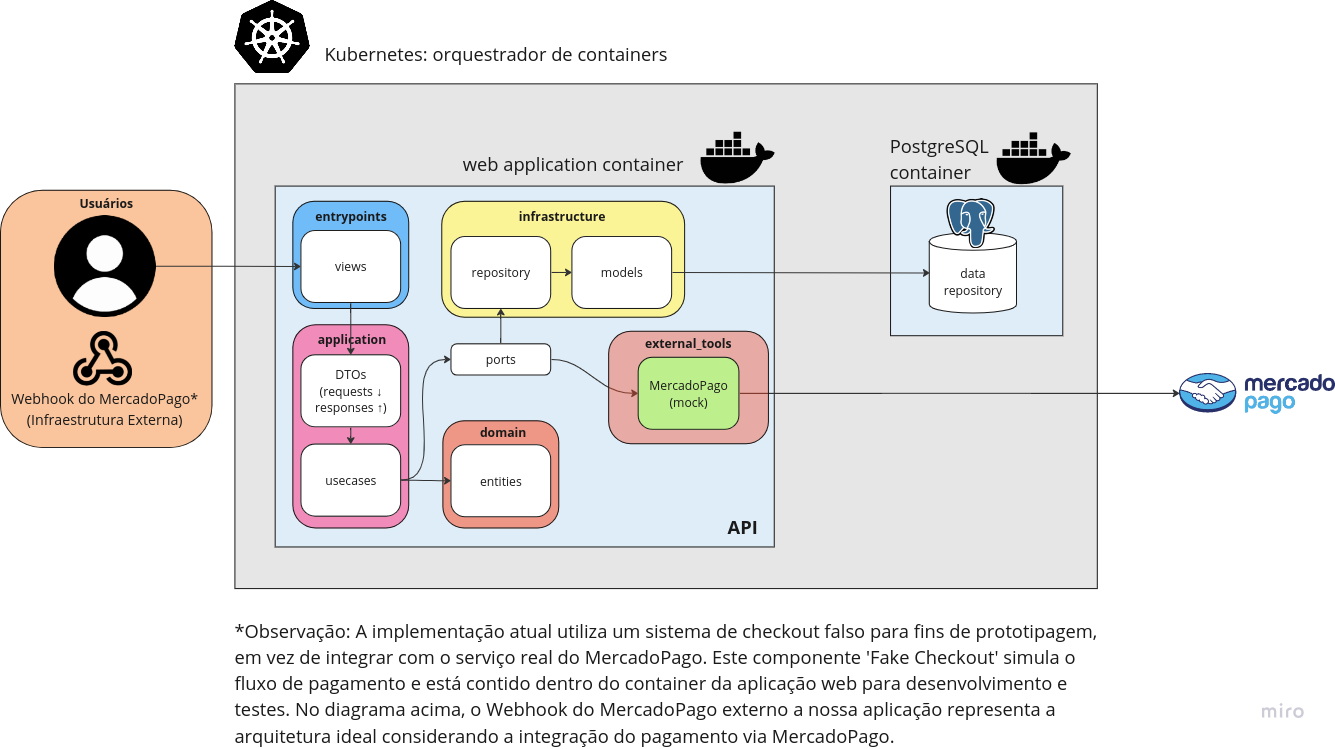 Kubernetes: orquestrador de containers
web application container
PostgreSQL
container
Usuários
Webhook do MercadoPago*
(Infraestrutura Externa)
entrypoints
views
infrastructure
repository
models
data
repository
application
DTOs
(requests ↓
responses ↑)
usecases
ports
external_tools
MercadoPago
(mock)
domain
entities
API
mercado
pago
*Observação: A implementação atual utiliza um sistema de checkout falso para fins de prototipagem,
em vez de integrar com o serviço real do MercadoPago. Este componente 'Fake Checkout' simula o
fluxo de pagamento e está contido dentro do container da aplicação web para desenvolvimento e
testes. No diagrama acima, o Webhook do MercadoPago externo a nossa aplicação representa a
arquitetura ideal considerando a integração do pagamento via MercadoPago.
miro